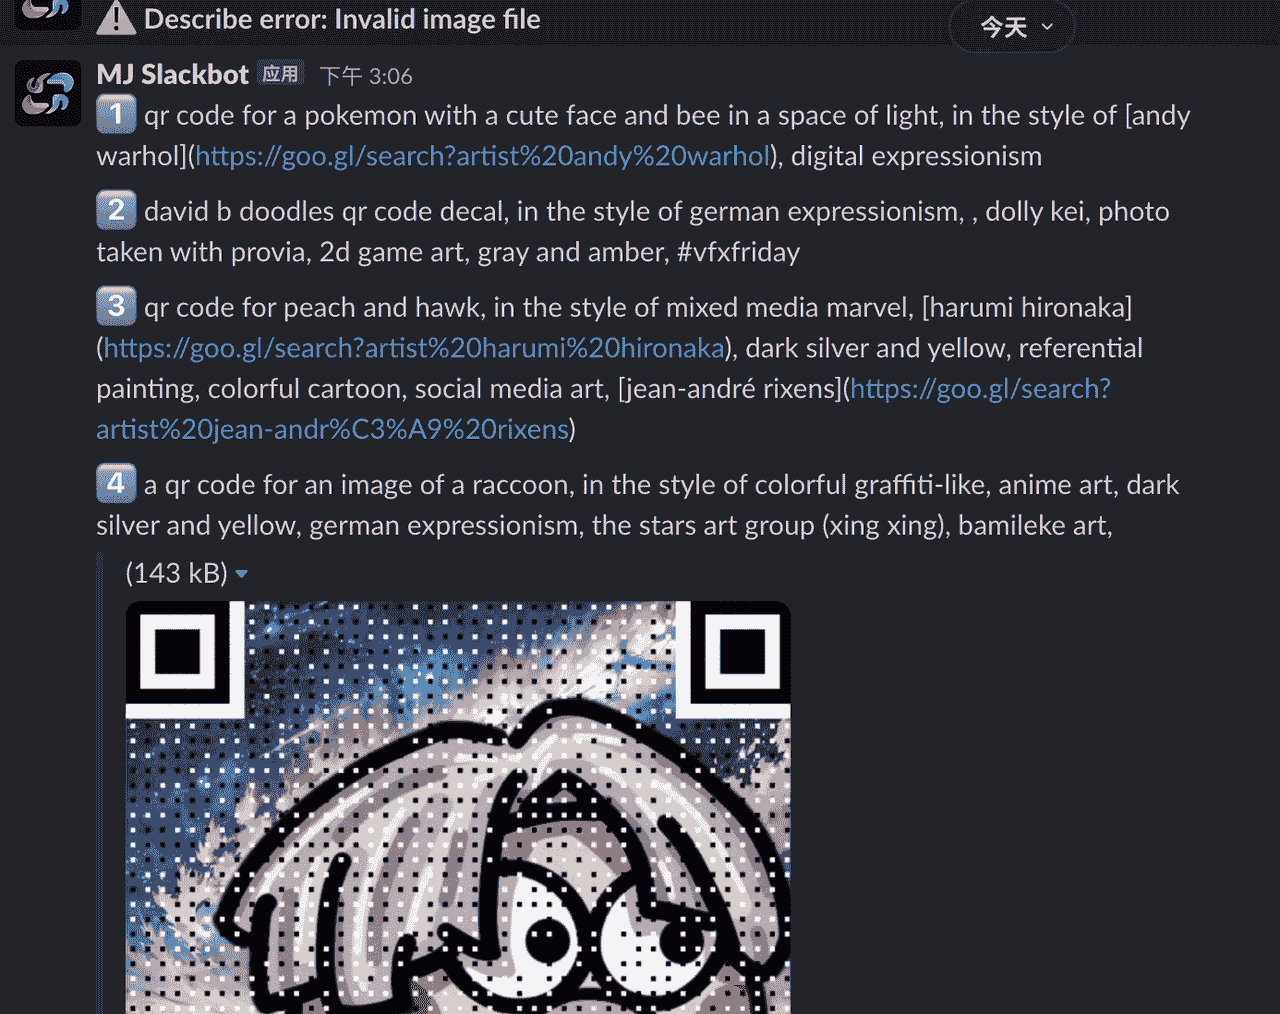 Describe error: Invalid image file
今天
MJ Slackbot 应用 下午 3:06
1 qr code for a pokemon with a cute face and bee in a space of light, in the style of [andy
warhol](https://goo.gl/search?artist%20andy%20warhol), digital expressionism
2 david b doodles qr code decal, in the style of german expressionism, , dolly kei, photo
taken with provia, 2d game art, gray and amber, #vfxfriday
3 qr code for peach and hawk, in the style of mixed media marvel, [harumi hironaka]
(https://goo.gl/search?artist%20harumi%20hironaka), dark silver and yellow, referential
painting, colorful cartoon, social media art, [jean-andré rixens](https://goo.gl/search?
artist%20jean-andr%C3%A9%20rixens)
4 a qr code for an image of a raccoon, in the style of colorful graffiti-like, anime art, dark
silver and yellow, german expressionism, the stars art group (xing xing), bamileke art,
(143 kB)